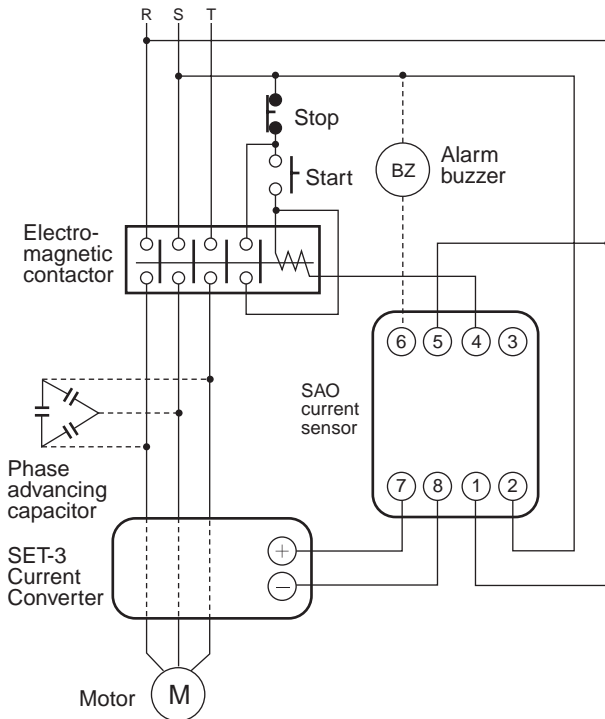 R S T
Stop
Start
Alarm
buzzer
BZ
Electro-
magnetic
contactor
6 5 4 3
SAO
current
sensor
7 8 1 2
Phase
advancing
capacitor
SET-3
Current
Converter
+
−
Motor
M